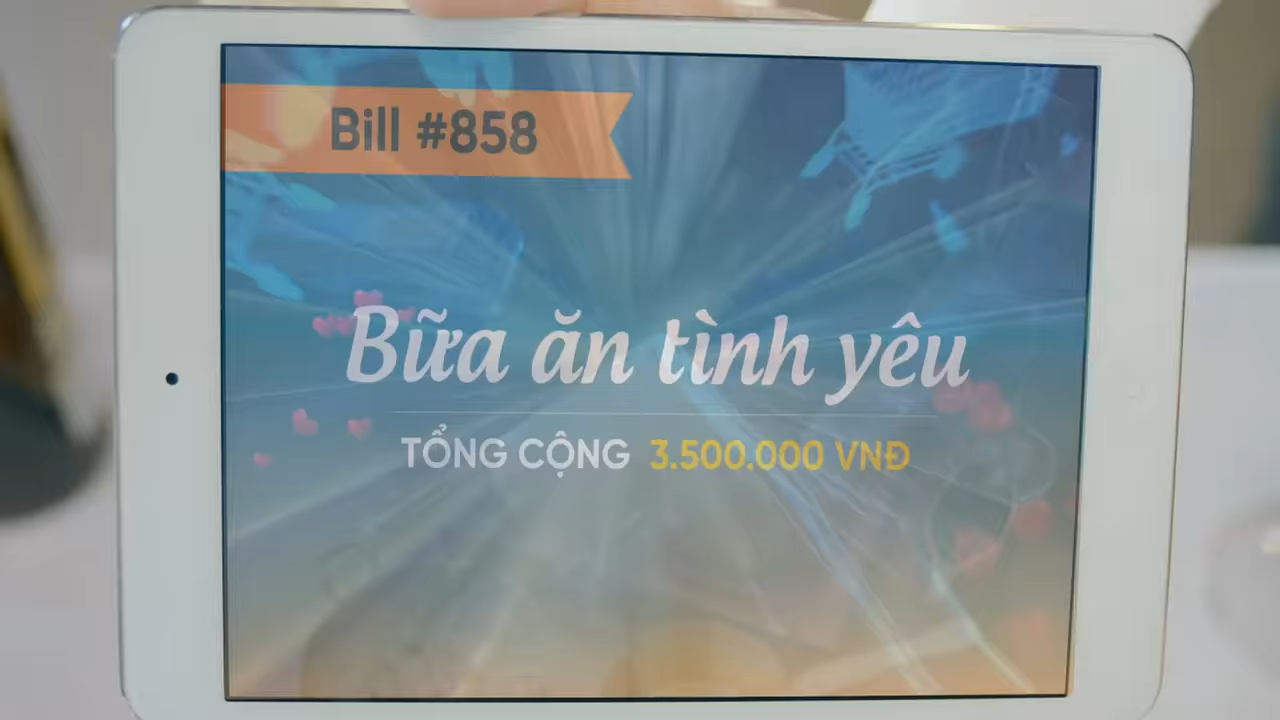 Bill #858
Bữa ăn tình yêu
TỔNG CỘNG 3.500.000 VNĐ